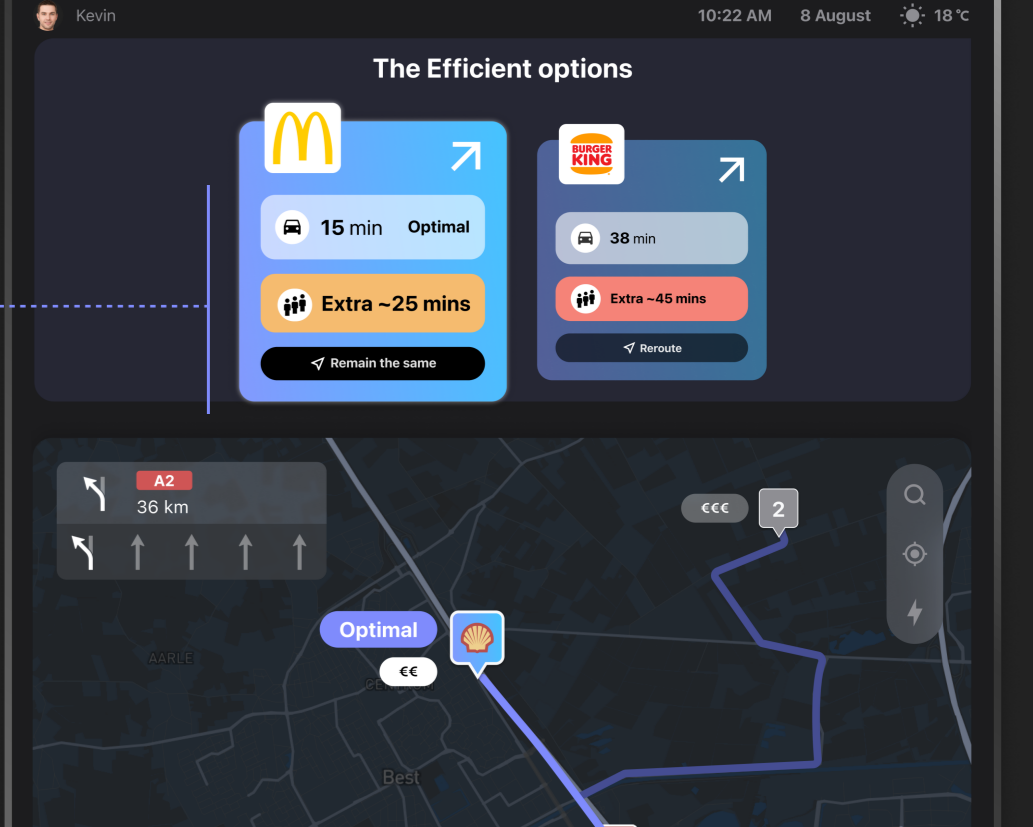 Kevin
10:22 AM 8 August 18 °C
The Efficient options
15 min Optimal
Extra ~25 mins
Remain the same
BURGER
KING
38 min
Extra ~45 mins
Reroute
A2
36 km
€€€
2
Optimal
€€
AARLE
Best